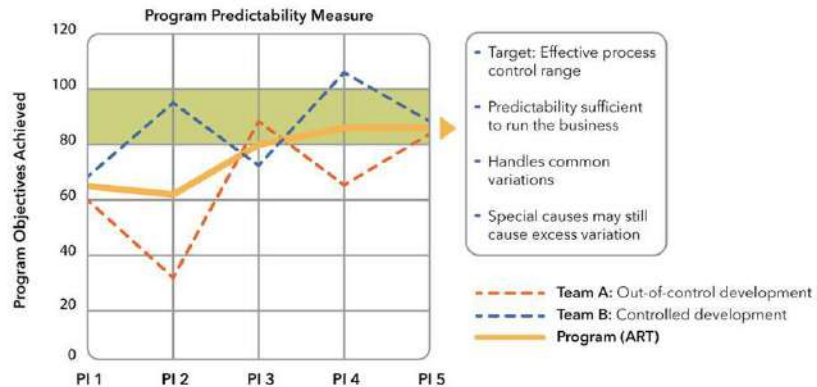 Program Predictability Measure
Program Objectives Achieved
120
100
80
60
40
20
0
PI 1
PI 2
PI 3
PI 4
PI 5
- Target: Effective process
control range
- Predictability sufficient
to run the business
- Handles common
variations
- Special causes may still
cause excess variation
Team A: Out-of-control development
Team B: Controlled development
Program (ART)